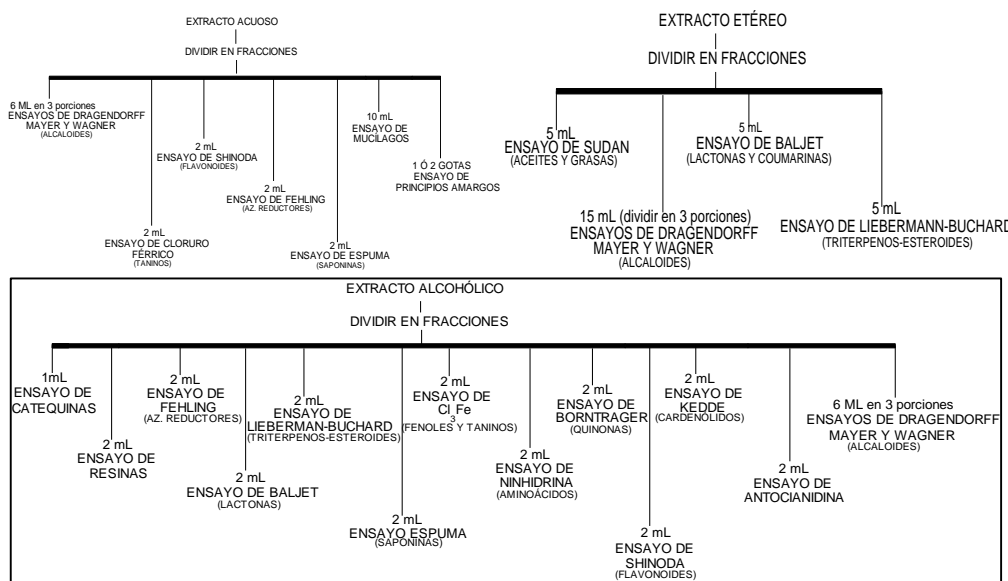 EXTRACTO ACUOSO
DIVIDIR EN FRACCIONES
6 ML EN 3 porciones
ENSAYOS DE DRAGENDORFF
MAYER Y WAGNER
(ALCALOIDES)
2 mL
ENSAYO DE CLORURO
FÉRRICO
(TANINOS)
2 mL
ENSAYO DE SHINODA
(FLAVONOIDES)
2 mL
ENSAYO DE FEHLING
(AZ. REDUCTORES)
2 mL
ENSAYO DE ESPUMA
(SAPONINAS)
10 mL
ENSAYO DE
MUCÍLAGOS
1 Ó 2 GOTAS
ENSAYO DE
PRINCIPIOS AMARGOS
EXTRACTO ETÉREO
DIVIDIR EN FRACCIONES
5 mL
ENSAYO DE SUDAN
(ACEITES Y GRASAS)
15 mL (dividir en 3 porciones)
ENSAYOS DE DRAGENDORFF
MAYER Y WAGNER
(ALCALOIDES)
5 mL
ENSAYO DE BALJET
(LACTONAS Y COUMARINAS)
5 mL
ENSAYO DE LIEBERMANN-BUCHARD
(TRITERPENOS-ESTEROIDES)
EXTRACTO ALCOHÓLICO
DIVIDIR EN FRACCIONES
1mL
ENSAYO DE
CATEQUINAS
2 mL
ENSAYO DE
RESINAS
2 mL
ENSAYO DE
FEHLING
(AZ. REDUCTORES)
2 mL
ENSAYO DE BALJET
(LACTONAS)
2 mL
ENSAYO DE
LIEBERMAN-BUCHARD
(TRITERPENOS-ESTEROIDES)
2 mL
ENSAYO ESPUMA
(SAPONINAS)
2 mL
ENSAYO DE
Cl3Fe
(FENOLES Y TANINOS)
2 mL
ENSAYO DE
NINHIDRINA
(AMINOÁCIDOS)
2 mL
ENSAYO DE
BORNTRAGER
(QUINONAS)
2 mL
ENSAYO DE
SHINODA
(FLAVONOIDES)
2 mL
ENSAYO DE
KEDDE
(CARDENÓLIDOS)
2 mL
ENSAYO DE
ANTOCIANIDINA
6 ML en 3 porciones
ENSAYOS DE DRAGENDORFF
MAYER Y WAGNER
(ALCALOIDES)